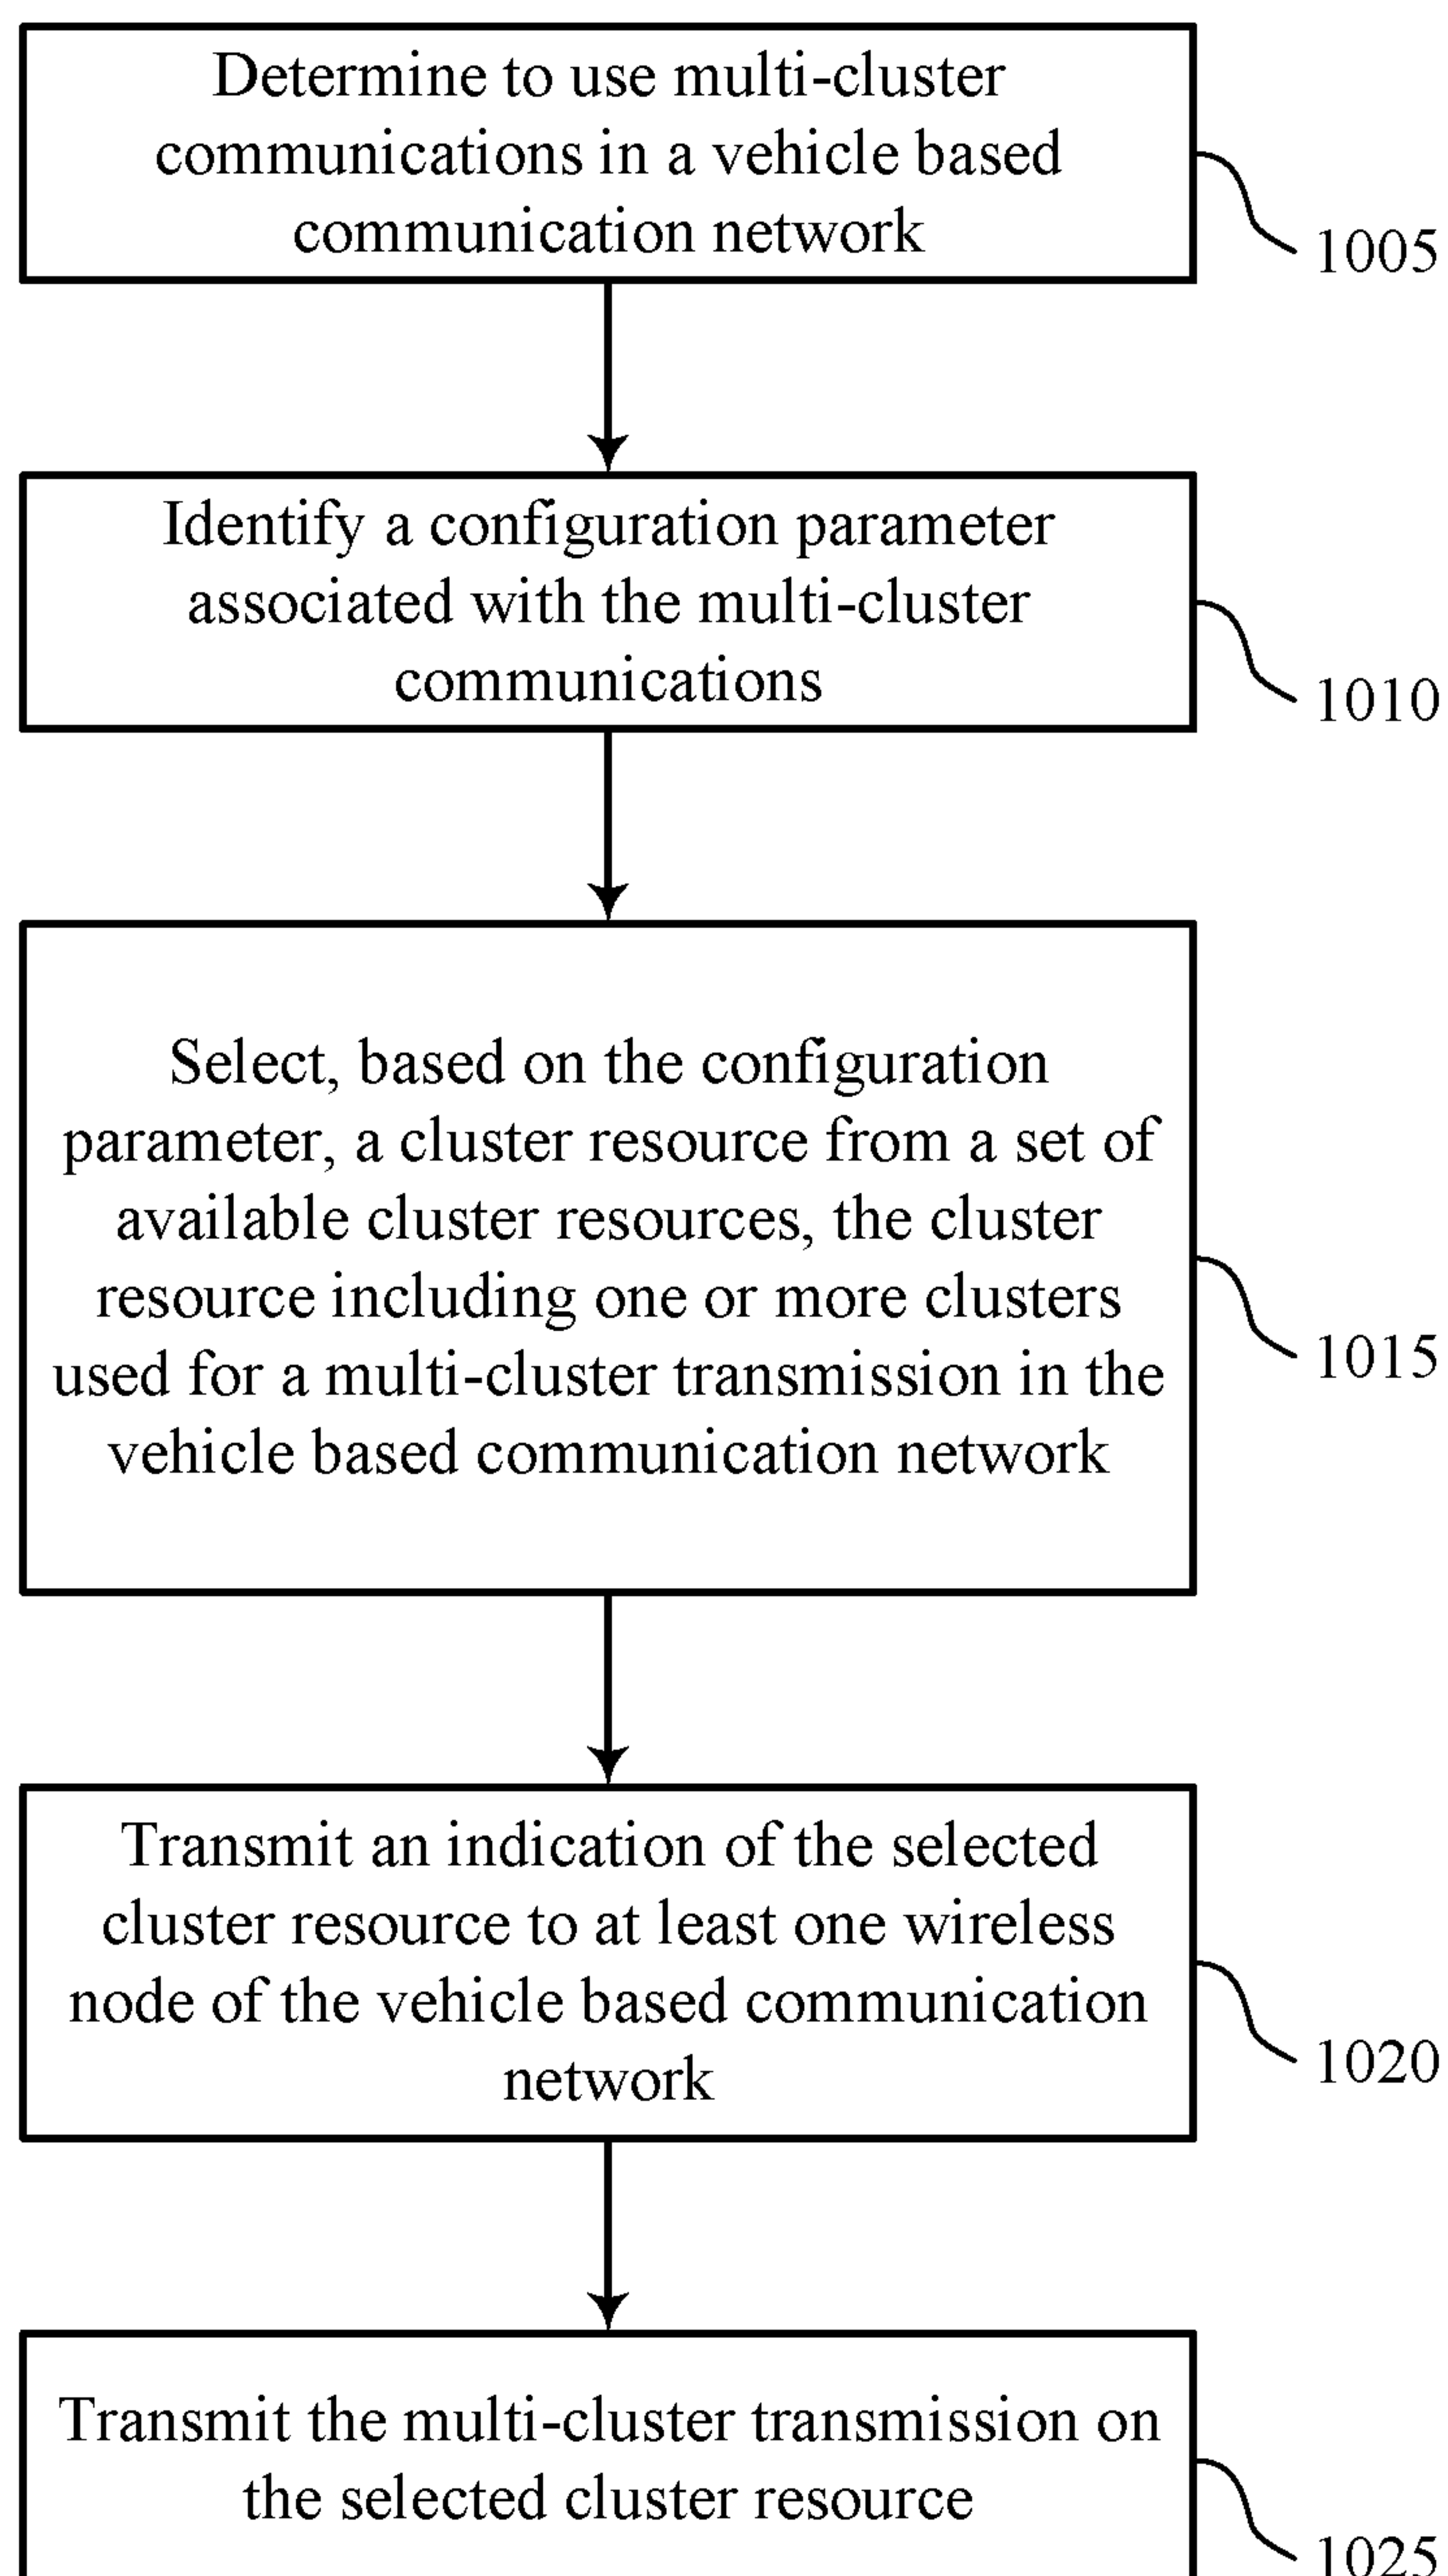 Determine to use multi-cluster
communications in a vehicle based
communication network
1005
Identify a configuration parameter
associated with the multi-cluster
communications
1010
Select, based on the configuration
parameter, a cluster resource from a set of
available cluster resources, the cluster
resource including one or more clusters
used for a multi-cluster transmission in the
vehicle based communication network
1015
Transmit an indication of the selected
cluster resource to at least one wireless
node of the vehicle based communication
network
1020
Transmit the multi-cluster transmission on
the selected cluster resource
1025